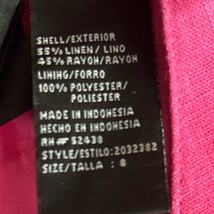 SHELL/EXTERIOR
55% LINEN/LINO
45% RAYON/RAYON
LINING/FORRO
100% POLYESTER/
POLIESTER
MADE IN INDONESIA
HECHO EN INDONESIA
RN# 52438
STYLE/ESTILO: 2032382
SIZE/TALLA : 8